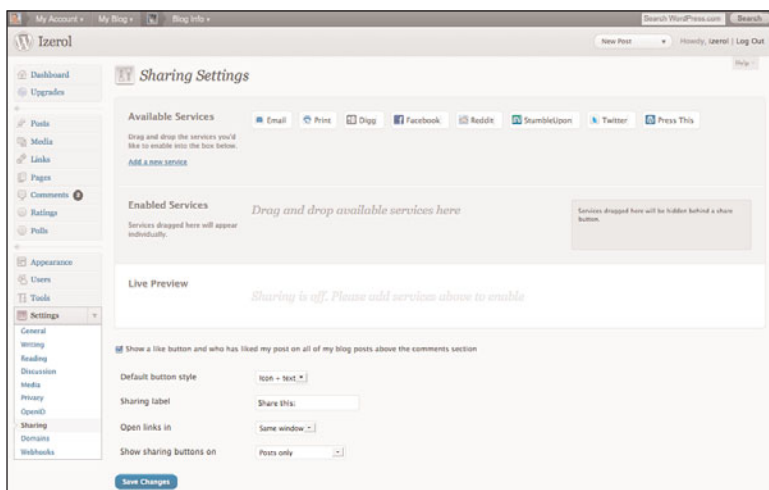 My Account
My Blog
Blog Info
Search WordPress.com
Search
Izerol
New Post
Howdy, izerol | Log Out
Help
Dashboard
Upgrades
Posts
Media
Links
Pages
Comments
Ratings
Polls
Appearance
Users
Tools
Settings
General
Writing
Reading
Discussion
Media
Privacy
OpenID
Sharing
Domains
Webhooks
Sharing Settings
Available Services
Drag and drop the services you'd
like to enable into the box below.
Add a new service
Email
Print
Digg
Facebook
Reddit
StumbleUpon
Twitter
Press This
Enabled Services
Services dragged here will appear
individually.
Drag and drop available services here
Services dragged here will be hidden behind a share
button.
Live Preview
Sharing is off. Please add services above to enable
Show a like button and who has liked my post on all of my blog posts above the comments section
Default button style
Icon + text
Sharing label
Share this:
Open links in
Same window
Show sharing buttons on
Posts only
Save Changes